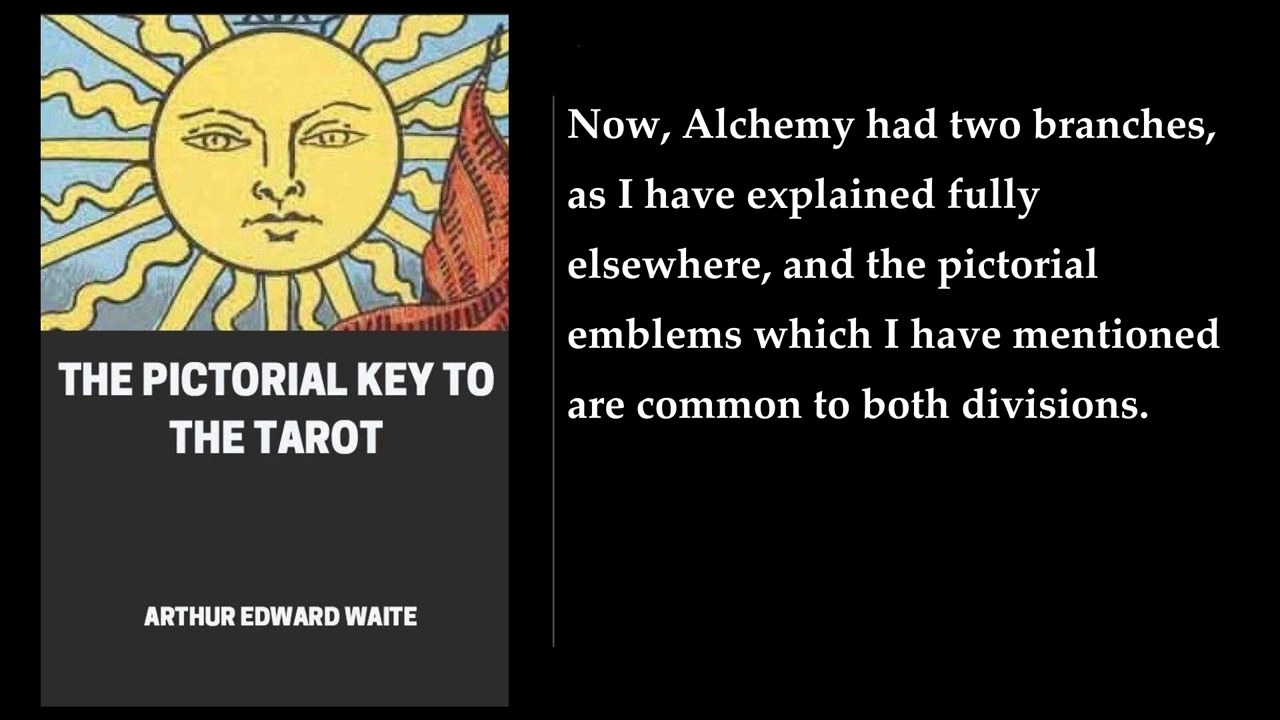 XIX
THE PICTORIAL KEY TO
THE TAROT
ARTHUR EDWARD WAITE
Now, Alchemy had two branches,
as I have explained fully
elsewhere, and the pictorial
emblems which I have mentioned
are common to both divisions.